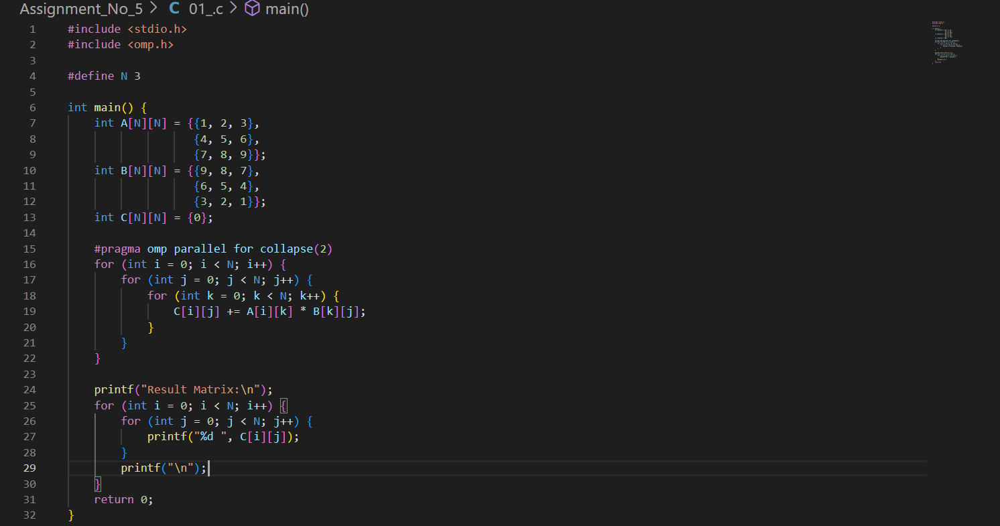 Assignment_No_5 > C 01_.c > main()
1 #include <stdio.h>
2 #include <omp.h>
3
4 #define N 3
5
6 int main() {
7     int A[N][N] = {{1, 2, 3},
8                    {4, 5, 6},
9                    {7, 8, 9}};
10     int B[N][N] = {{9, 8, 7},
11                    {6, 5, 4},
12                    {3, 2, 1}};
13     int C[N][N] = {0};
14
15     #pragma omp parallel for collapse(2)
16     for (int i = 0; i < N; i++) {
17         for (int j = 0; j < N; j++) {
18             for (int k = 0; k < N; k++) {
19                 C[i][j] += A[i][k] * B[k][j];
20             }
21         }
22     }
23
24     printf("Result Matrix:\n");
25     for (int i = 0; i < N; i++) {
26         for (int j = 0; j < N; j++) {
27             printf("%d ", C[i][j]);
28         }
29         printf("\n");
30     }
31     return 0;
32 }